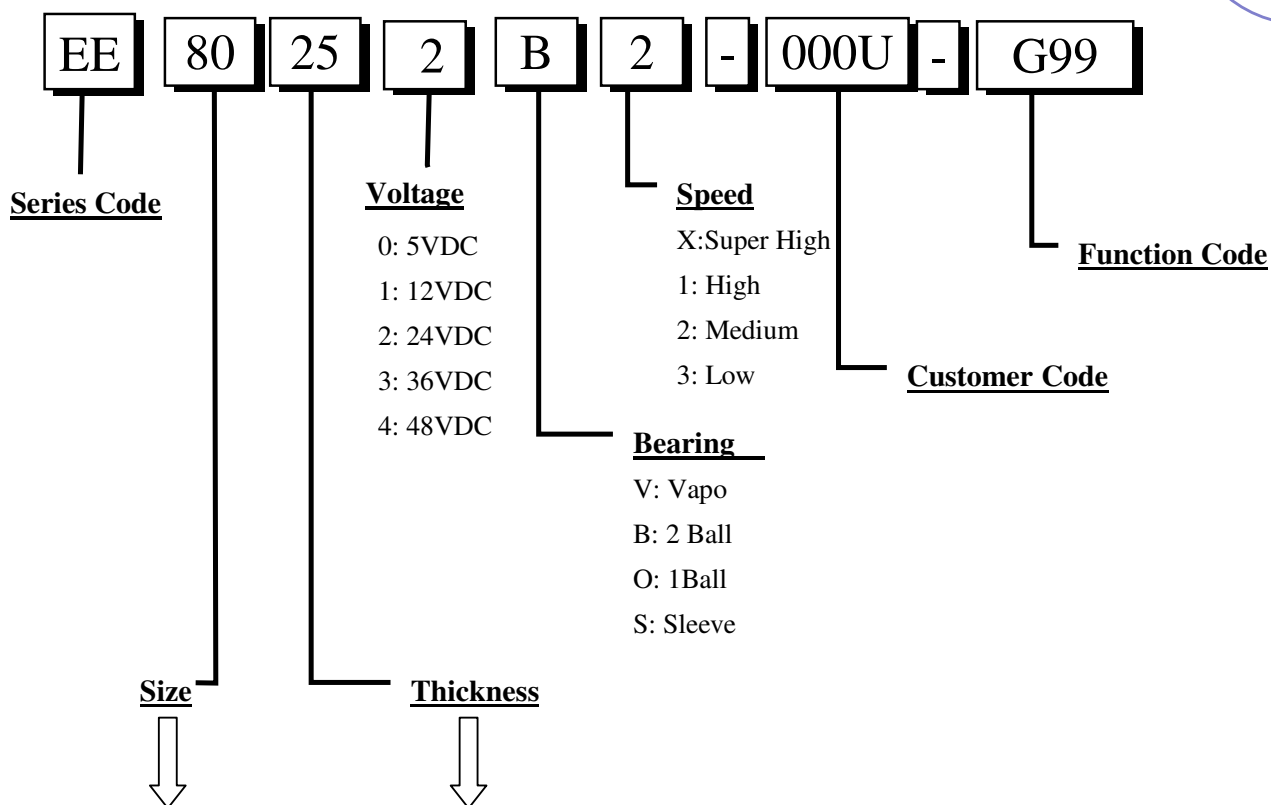 EE 80 25 2 B 2 - 000U - G99
Series Code
Voltage
0: 5VDC
1: 12VDC
2: 24VDC
3: 36VDC
4: 48VDC
Speed
X:Super High
1: High
2: Medium
3: Low
Function Code
Customer Code
Bearing
V: Vapo
B: 2 Ball
O: 1Ball
S: Sleeve
Size
Thickness